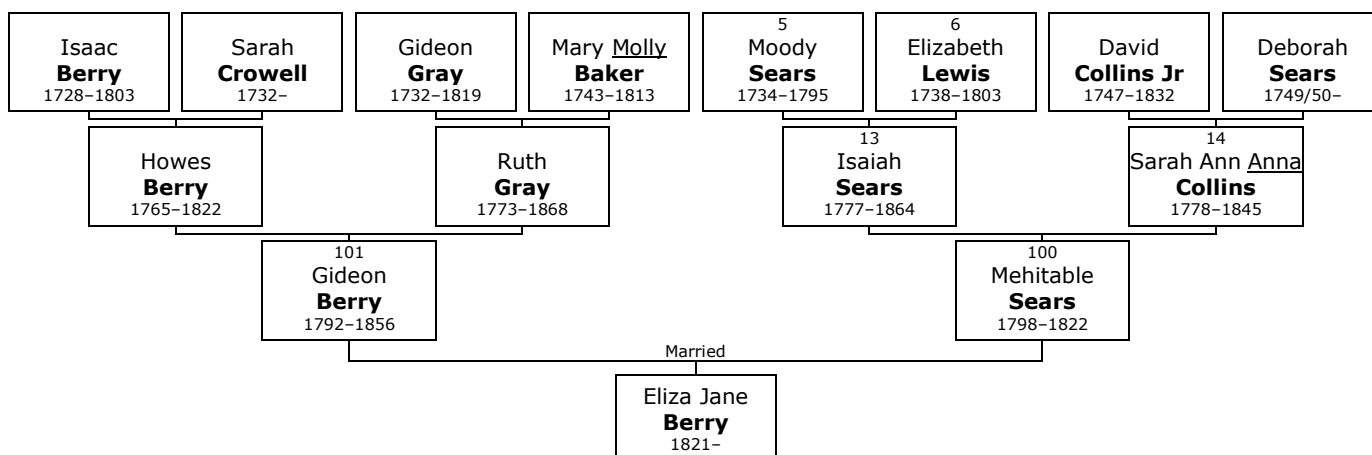 Isaac
Berry
1728–1803
Sarah
Crowell
1732–
Gideon
Gray
1732–1819
Mary Molly
Baker
1743–1813
5
Moody
Sears
1734–1795
6
Elizabeth
Lewis
1738–1803
David
Collins Jr
1747–1832
Deborah
Sears
1749/50–
Howes
Berry
1765–1822
Ruth
Gray
1773–1868
13
Isaiah
Sears
1777–1864
14
Sarah Ann Anna
Collins
1778–1845
101
Gideon
Berry
1792–1856
100
Mehitable
Sears
1798–1822
Married
Eliza Jane
Berry
1821–